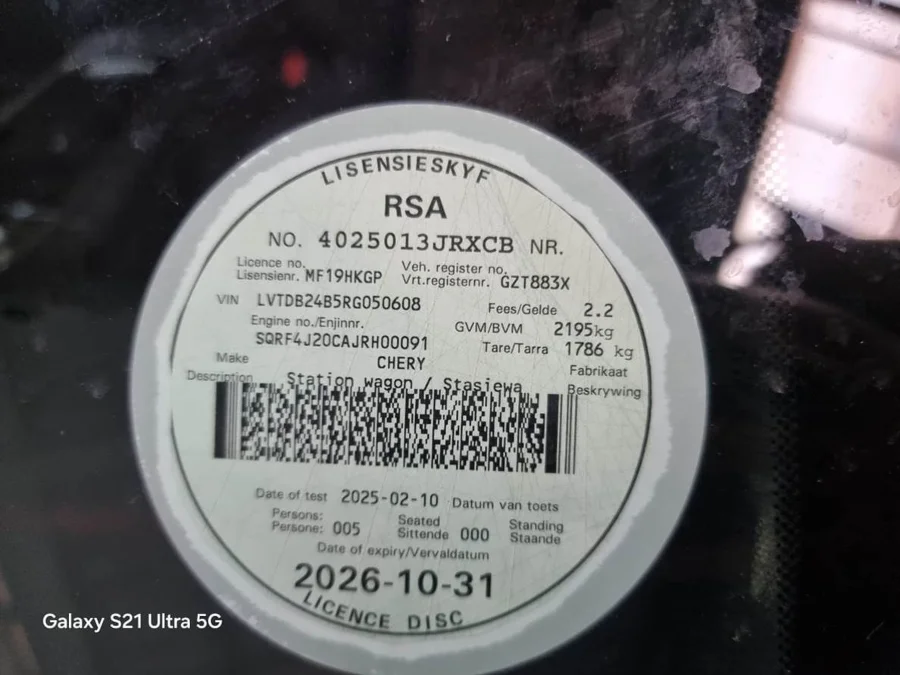 LISENSIESKYF
RSA
NO. 4025013JRXCB NR.
Licence no. Veh. register no.
Lisensienr. MF19HKGP Vrt.registernr. GZT883X
VIN LVTDB24B5RG050608 Fees/Gelde 2.2
Engine no./Enjinnr. GVM/BVM 2195kg
SQRF4J20CAJRH00091 Tare/Tarra 1786 kg
Make CHERY Fabrikaat
Description Station wagon / Stasiewa Beskrywing
Date of test 2025-02-10 Datum van toets
Persons: Seated Standing
Persone: 005 Sittende 000 Staande
Date of expiry/Vervaldatum
2026-10-31
LICENCE DISC
Galaxy S21 Ultra 5G